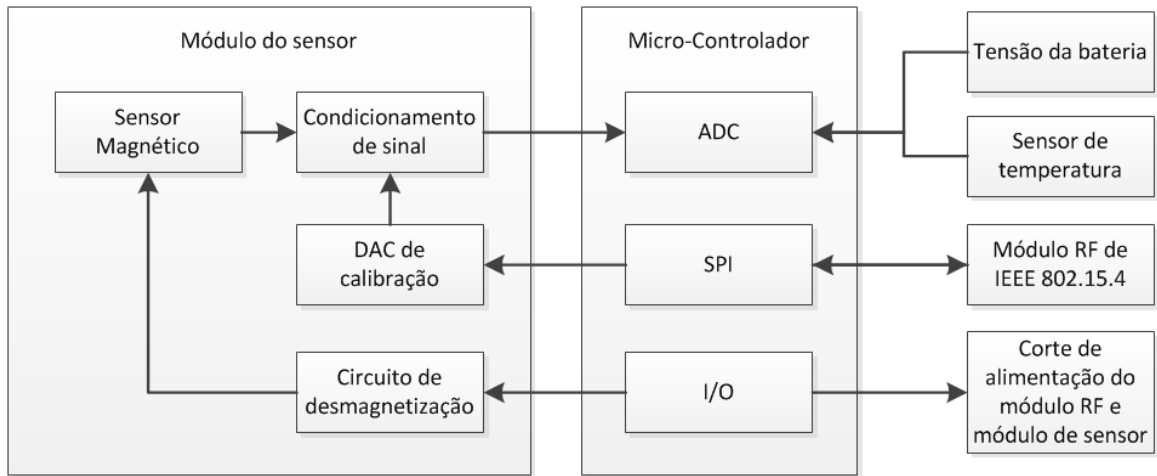 Módulo do sensor
Sensor
Magnético
Condicionamento
de sinal
DAC de
calibração
Circuito de
desmagnetização
Micro-Controlador
ADC
SPI
I/O
Tensão da bateria
Sensor de
temperatura
Módulo RF de
IEEE 802.15.4
Corte de
alimentação do
módulo RF e
módulo de sensor